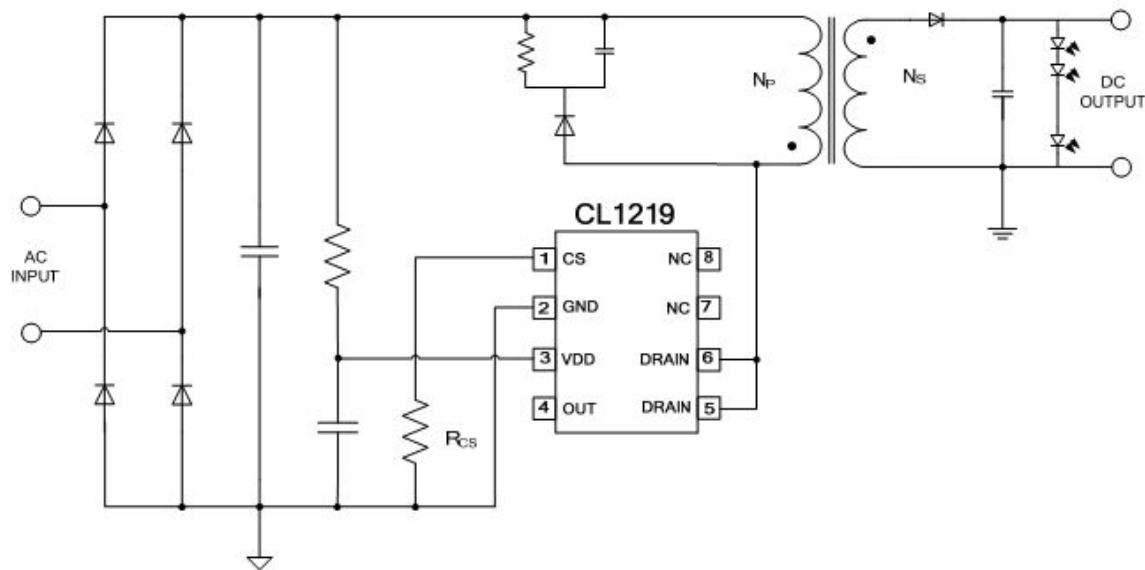 NP
NS
DC
OUTPUT
CL1219
AC
INPUT
1 CS NC 8
2 GND NC 7
3 VDD DRAIN 6
4 OUT DRAIN 5
RCS